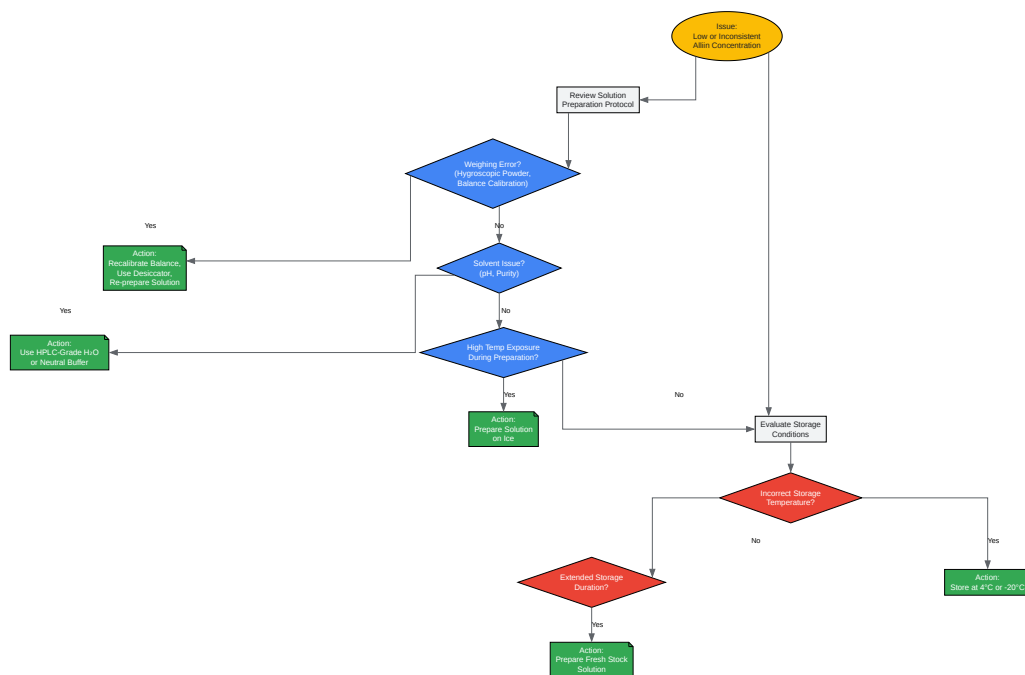 Issue:
Low or Inconsistent
Alliin Concentration
Review Solution
Preparation Protocol
Weighing Error?
(Hygroscopic Powder,
Balance Calibration)
Yes
No
Action:
Recalibrate Balance,
Use Desiccator,
Re-prepare Solution
Solvent Issue?
(pH, Purity)
Yes
No
Action:
Use HPLC-Grade H₂O
or Neutral Buffer
High Temp Exposure
During Preparation?
Yes
No
Action:
Prepare Solution
on Ice
Evaluate Storage
Conditions
Incorrect Storage
Temperature?
No
Yes
Extended Storage
Duration?
Action:
Store at 4°C or -20°C
Yes
Action:
Prepare Fresh Stock
Solution